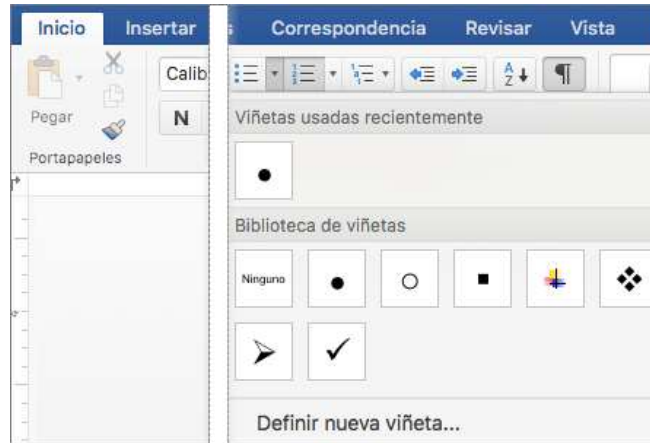 Inicio Insertar s Correspondencia Revisar Vista
Calib
Pegar N
Portapapeles
A
Z
¶
Viñetas usadas recientemente
Biblioteca de viñetas
Ninguno
Definir nueva viñeta...